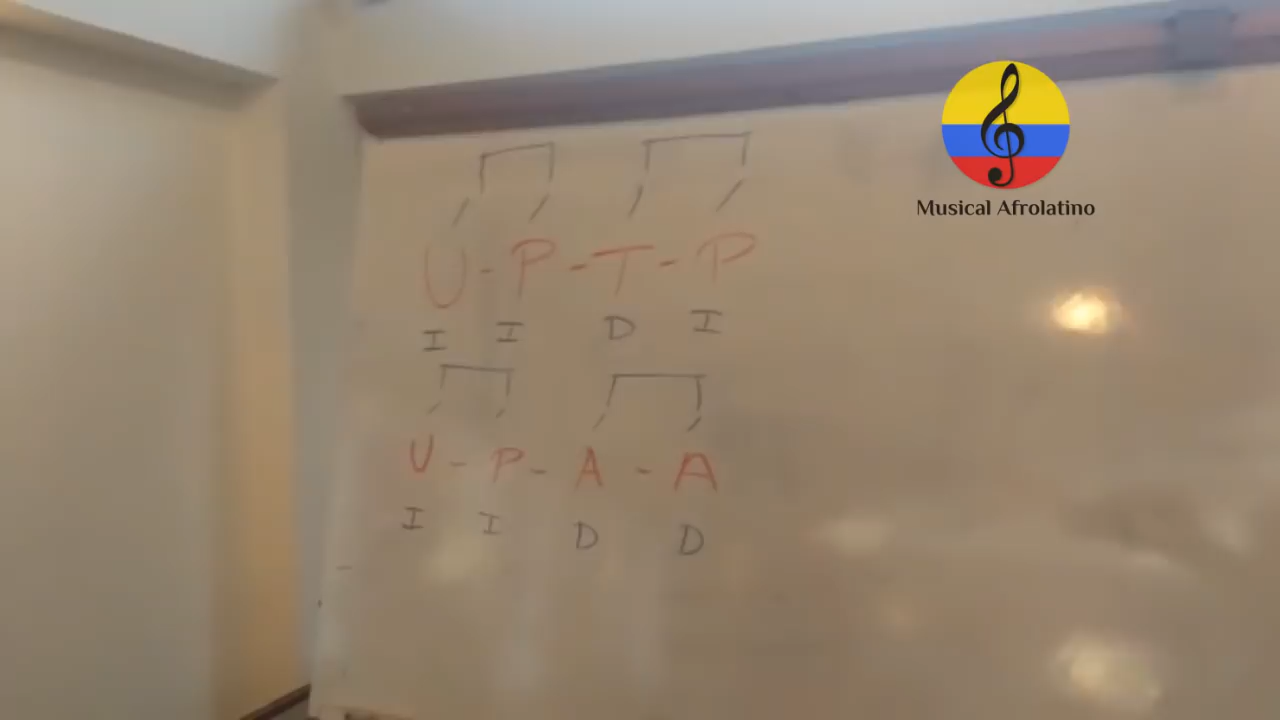 Musical Afrolatino
U - P - T - P
I I D I
U - P - A - A
I I D D